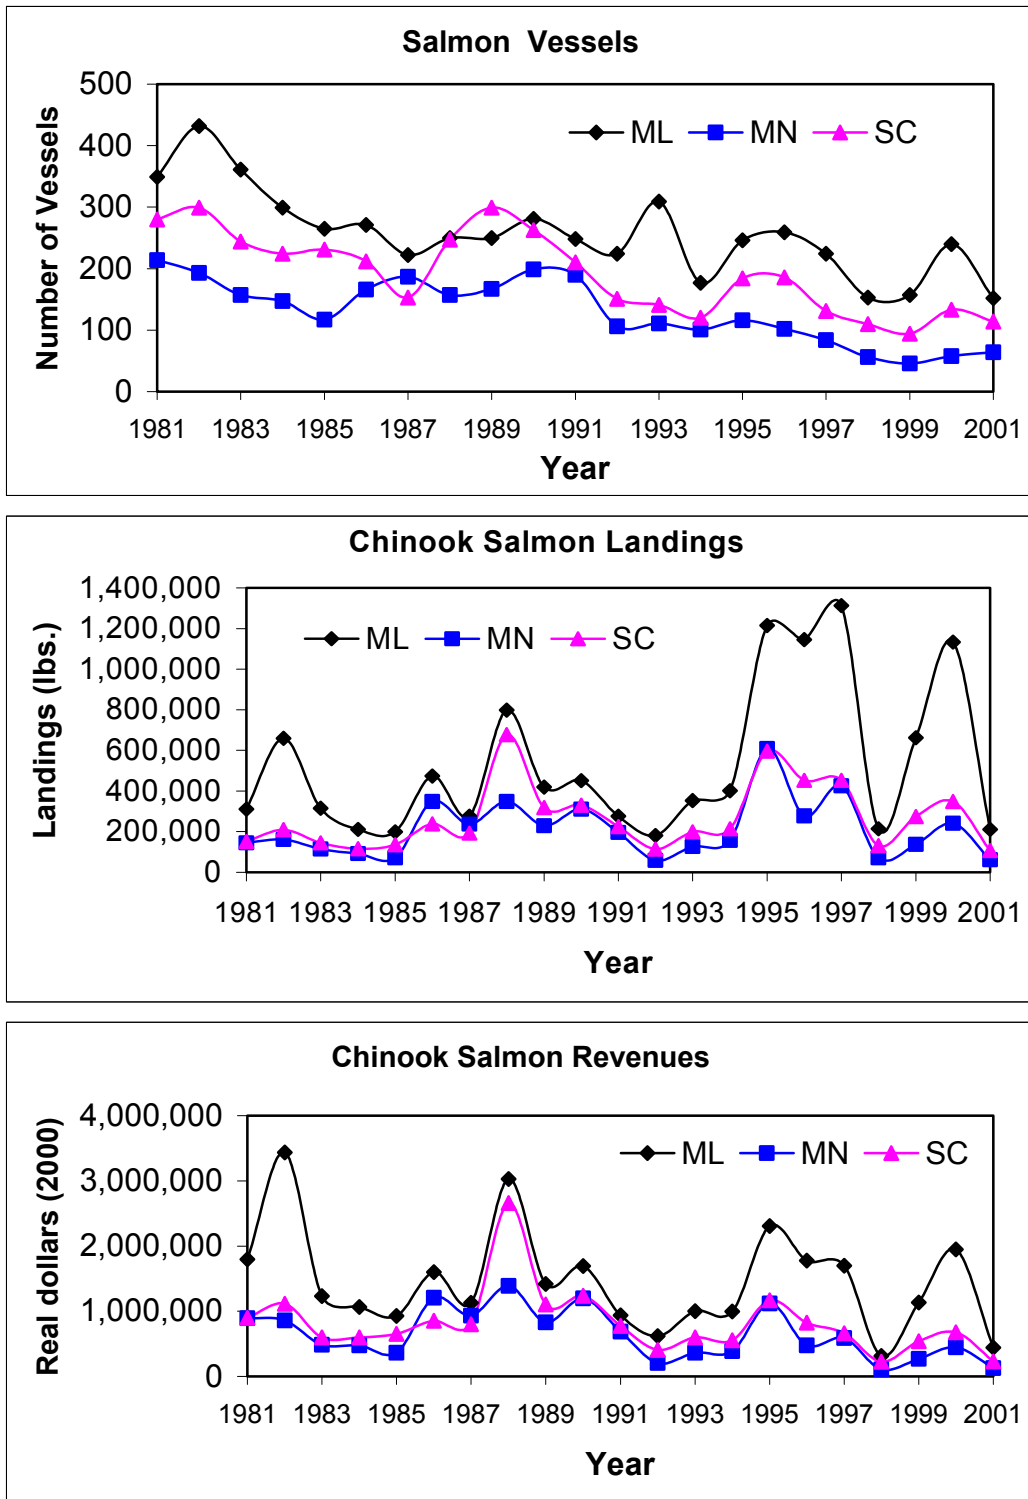 Salmon  Vessels
500
400
300
200
100
0
Number of Vessels
ML MN SC
1981 1983 1985 1987 1989 1991 1993 1995 1997 1999 2001
Year
Chinook Salmon Landings
1,400,000
1,200,000
1,000,000
800,000
600,000
400,000
200,000
0
Landings (lbs.)
ML MN SC
1981 1983 1985 1987 1989 1991 1993 1995 1997 1999 2001
Year
Chinook Salmon Revenues
4,000,000
3,000,000
2,000,000
1,000,000
0
Real dollars (2000)
ML MN SC
1981 1983 1985 1987 1989 1991 1993 1995 1997 1999 2001
Year